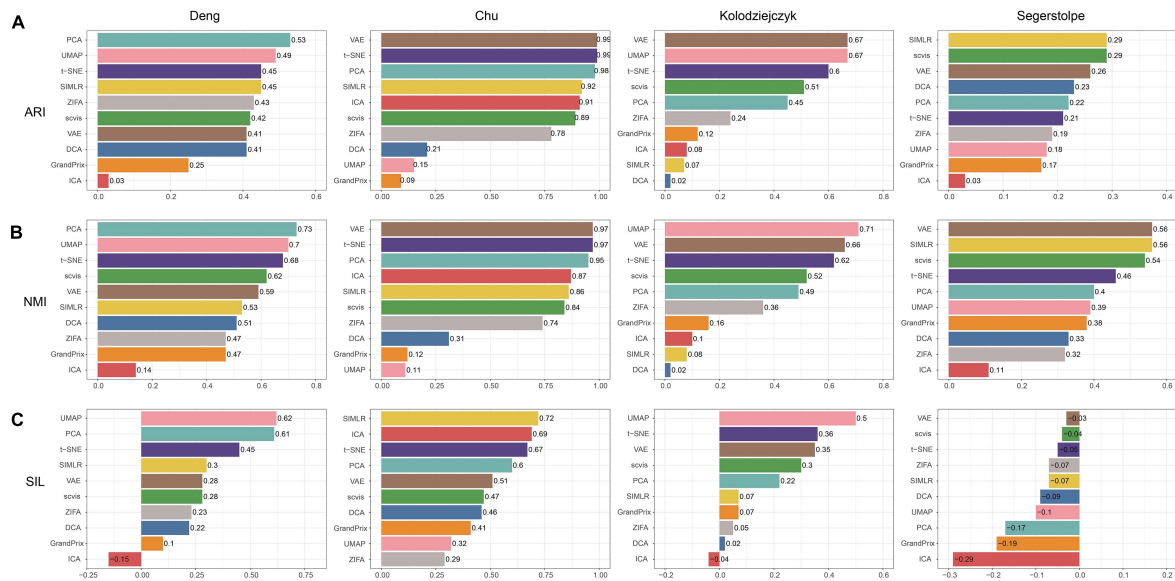 A
Deng
Chu
Kolodziejczyk
Segerstolpe
ARI
PCA 0.53
UMAP 0.49
t−SNE 0.45
SIMLR 0.45
ZIFA 0.43
scvis 0.42
VAE 0.41
DCA 0.41
GrandPrix 0.25
ICA 0.03
0.0 0.2 0.4 0.6
VAE 0.99
t−SNE 0.99
PCA 0.98
SIMLR 0.92
ICA 0.91
scvis 0.89
ZIFA 0.78
DCA 0.21
UMAP 0.15
GrandPrix 0.09
0.00 0.25 0.50 0.75 1.00
VAE 0.67
UMAP 0.67
t−SNE 0.6
scvis 0.51
PCA 0.45
ZIFA 0.24
GrandPrix 0.12
ICA 0.08
SIMLR 0.07
DCA 0.02
0.0 0.2 0.4 0.6 0.8
SIMLR 0.29
scvis 0.29
VAE 0.26
DCA 0.23
PCA 0.22
t−SNE 0.21
ZIFA 0.19
UMAP 0.18
GrandPrix 0.17
ICA 0.03
0.0 0.1 0.2 0.3 0.4
B
NMI
PCA 0.73
UMAP 0.7
t−SNE 0.68
scvis 0.62
VAE 0.59
SIMLR 0.53
DCA 0.51
ZIFA 0.47
GrandPrix 0.47
ICA 0.14
0.0 0.2 0.4 0.6 0.8
VAE 0.97
t−SNE 0.97
PCA 0.95
ICA 0.87
SIMLR 0.86
scvis 0.84
ZIFA 0.74
DCA 0.31
GrandPrix 0.12
UMAP 0.11
0.00 0.25 0.50 0.75 1.00
UMAP 0.71
VAE 0.66
t−SNE 0.62
scvis 0.52
PCA 0.49
ZIFA 0.36
GrandPrix 0.16
ICA 0.1
SIMLR 0.08
DCA 0.02
0.0 0.2 0.4 0.6 0.8
VAE 0.56
SIMLR 0.56
scvis 0.54
t−SNE 0.46
PCA 0.4
UMAP 0.39
GrandPrix 0.38
DCA 0.33
ZIFA 0.32
ICA 0.11
0.0 0.2 0.4 0.6
C
SIL
UMAP 0.62
PCA 0.61
t−SNE 0.45
SIMLR 0.3
VAE 0.28
scvis 0.28
ZIFA 0.23
DCA 0.22
GrandPrix 0.1
ICA −0.15
−0.25 0.00 0.25 0.50 0.75
SIMLR 0.72
ICA 0.69
t−SNE 0.67
PCA 0.6
VAE 0.51
scvis 0.47
DCA 0.46
GrandPrix 0.41
UMAP 0.32
ZIFA 0.29
0.0 0.2 0.4 0.6 0.8
UMAP 0.5
t−SNE 0.36
VAE 0.35
scvis 0.3
PCA 0.22
SIMLR 0.07
GrandPrix 0.07
ZIFA 0.05
DCA 0.02
ICA −0.04
−0.2 0.0 0.2 0.4 0.6
VAE −0.03
scvis −0.04
t−SNE −0.05
ZIFA −0.07
SIMLR −0.07
DCA −0.09
UMAP −0.1
PCA −0.17
GrandPrix −0.19
ICA −0.29
−0.3 −0.2 −0.1 0.0 0.1 0.2